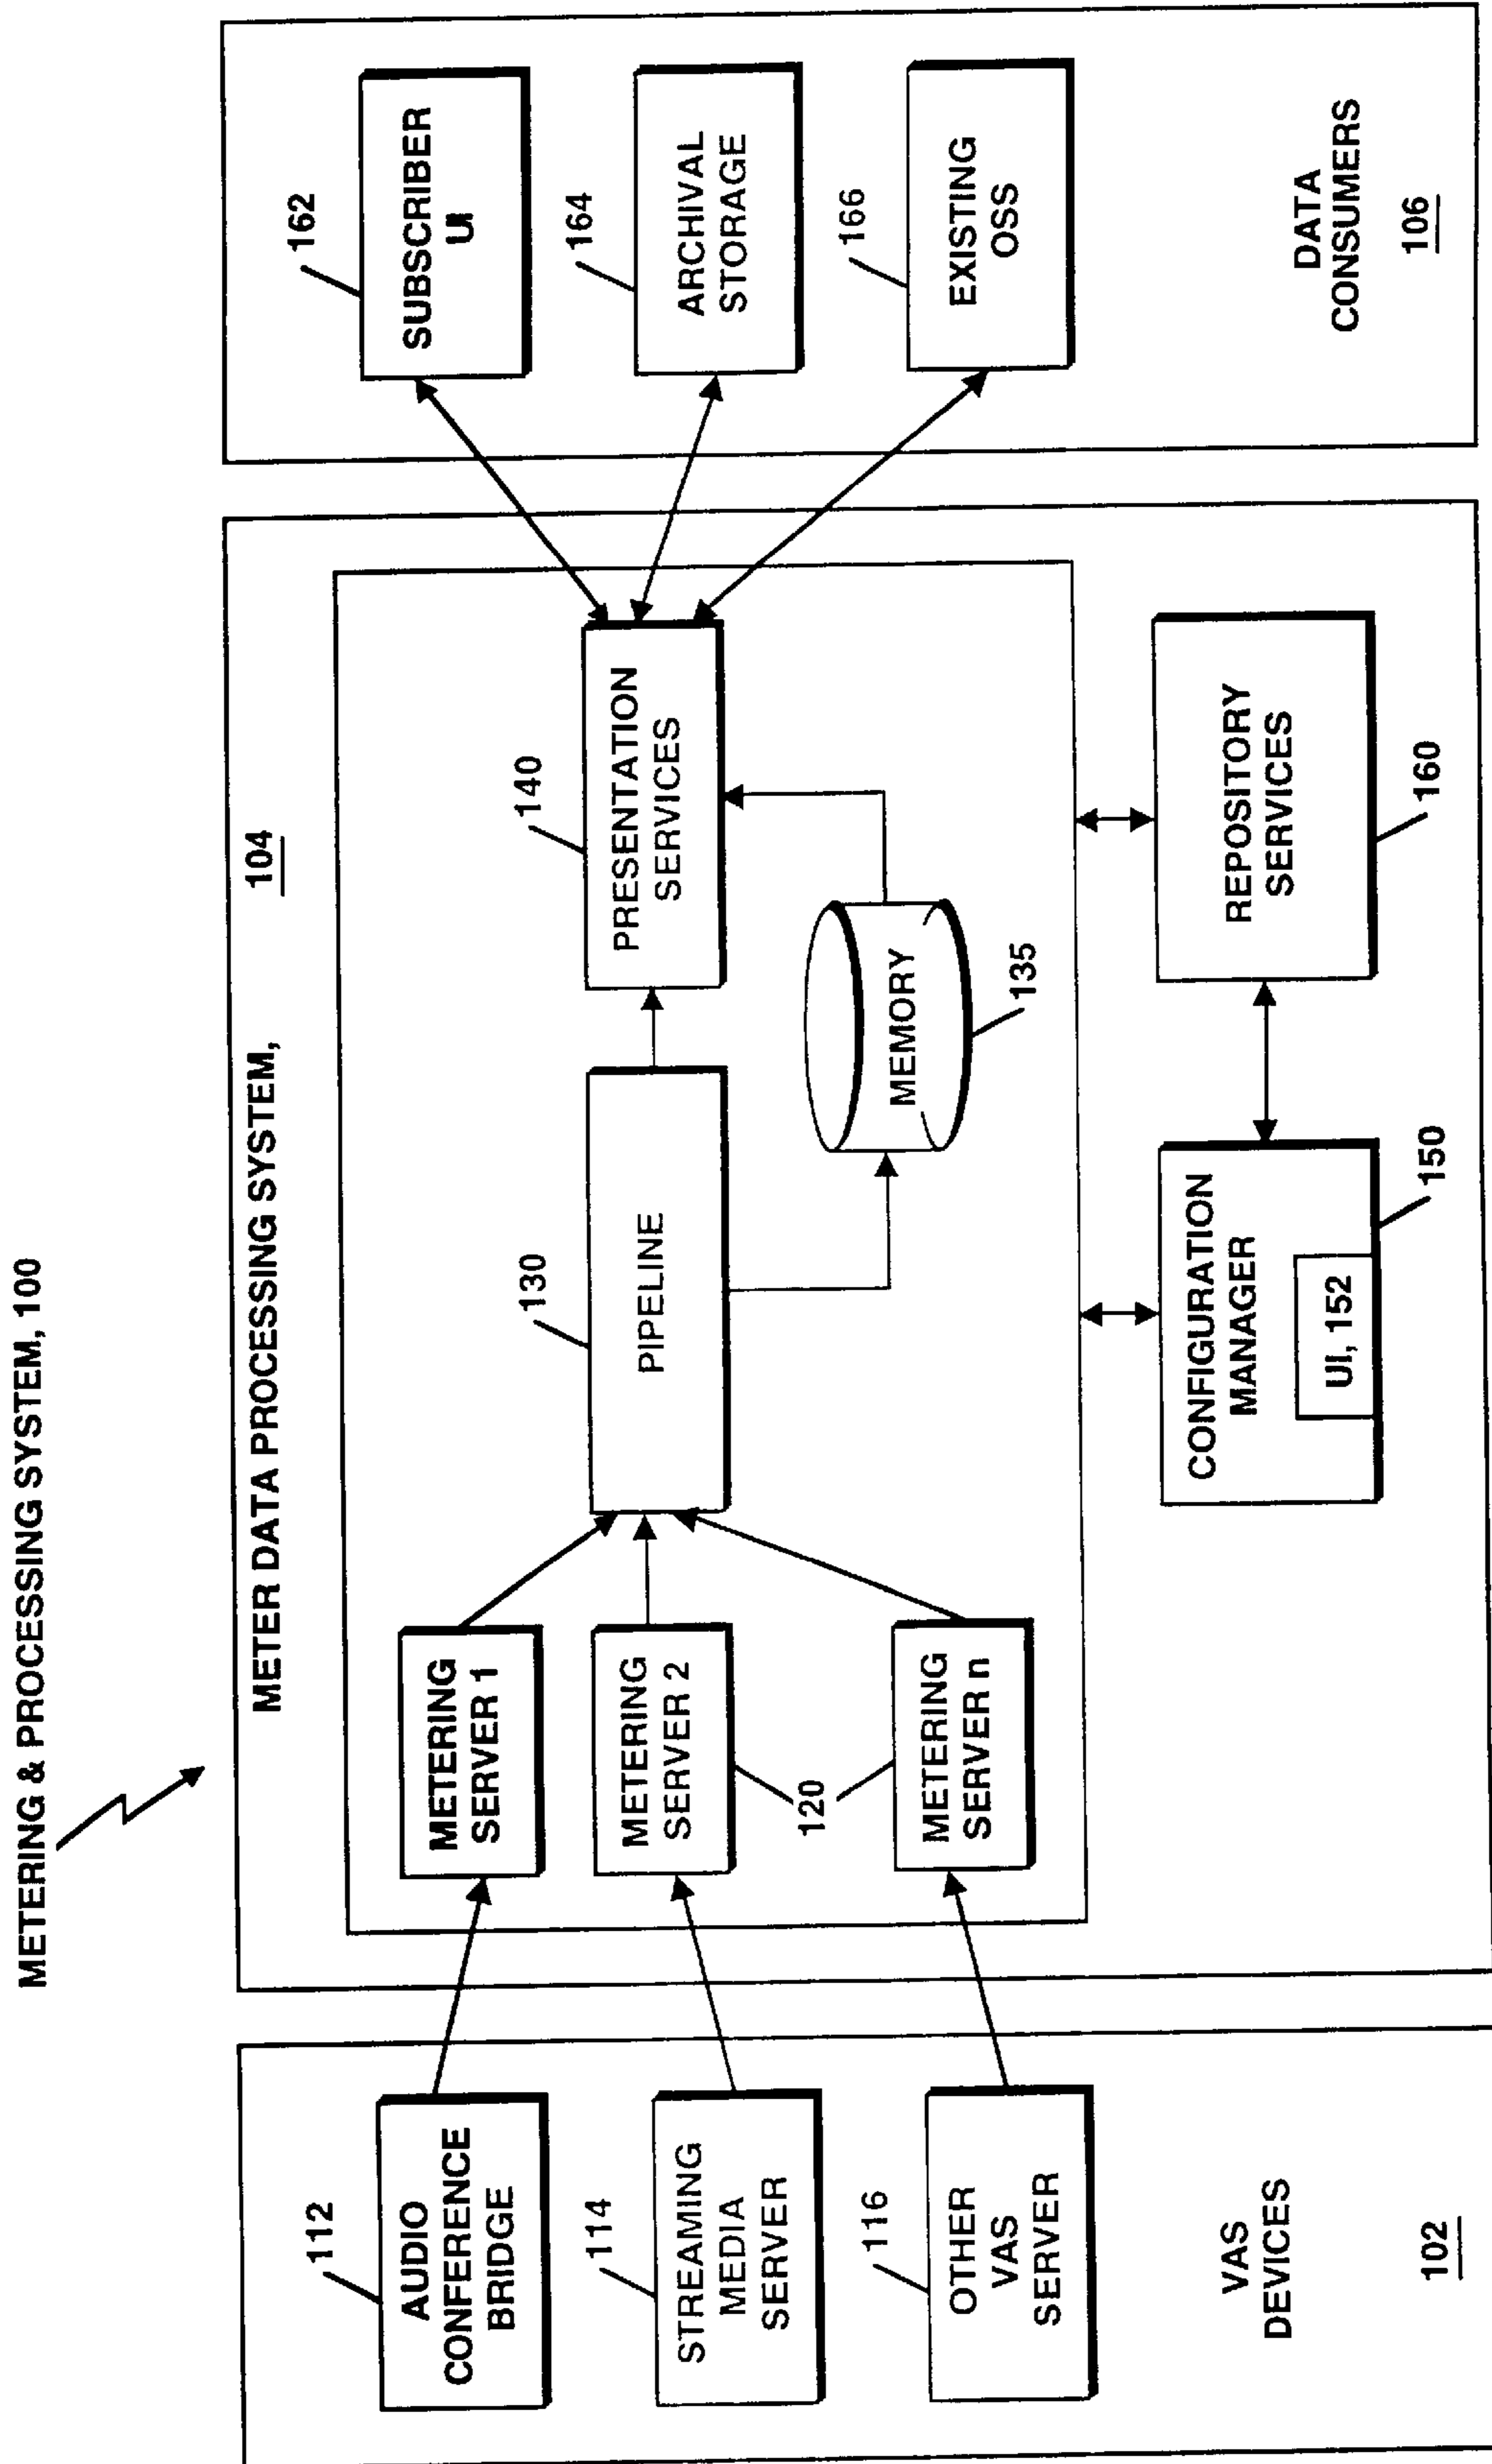 METERING & PROCESSING SYSTEM, 100
METER DATA PROCESSING SYSTEM,
104
112
AUDIO
CONFERENCE
BRIDGE
114
STREAMING
MEDIA
SERVER
116
OTHER
VAS
SERVER
VAS
DEVICES
102
METERING
SERVER 1
METERING
SERVER 2
120
METERING
SERVER n
130
PIPELINE
MEMORY
135
140
PRESENTATION
SERVICES
CONFIGURATION
MANAGER
UI, 152
150
REPOSITORY
SERVICES
160
162
SUBSCRIBER
UI
164
ARCHIVAL
STORAGE
166
EXISTING
OSS
DATA
CONSUMERS
106